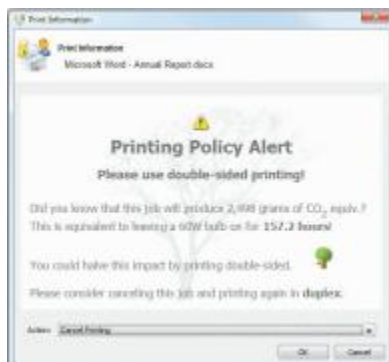 Print Information
Print Information
Microsoft Word - Annual Report.docx
Printing Policy Alert
Please use double-sided printing!
Did you know that this job will produce 2,498 grams of CO2 equiv.?
This is equivalent to leaving a 60W bulb on for 157.2 hours!
You could halve this impact by printing double-sided.
Please consider canceling this job and printing again in duplex.
Action: Cancel Printing
OK Cancel